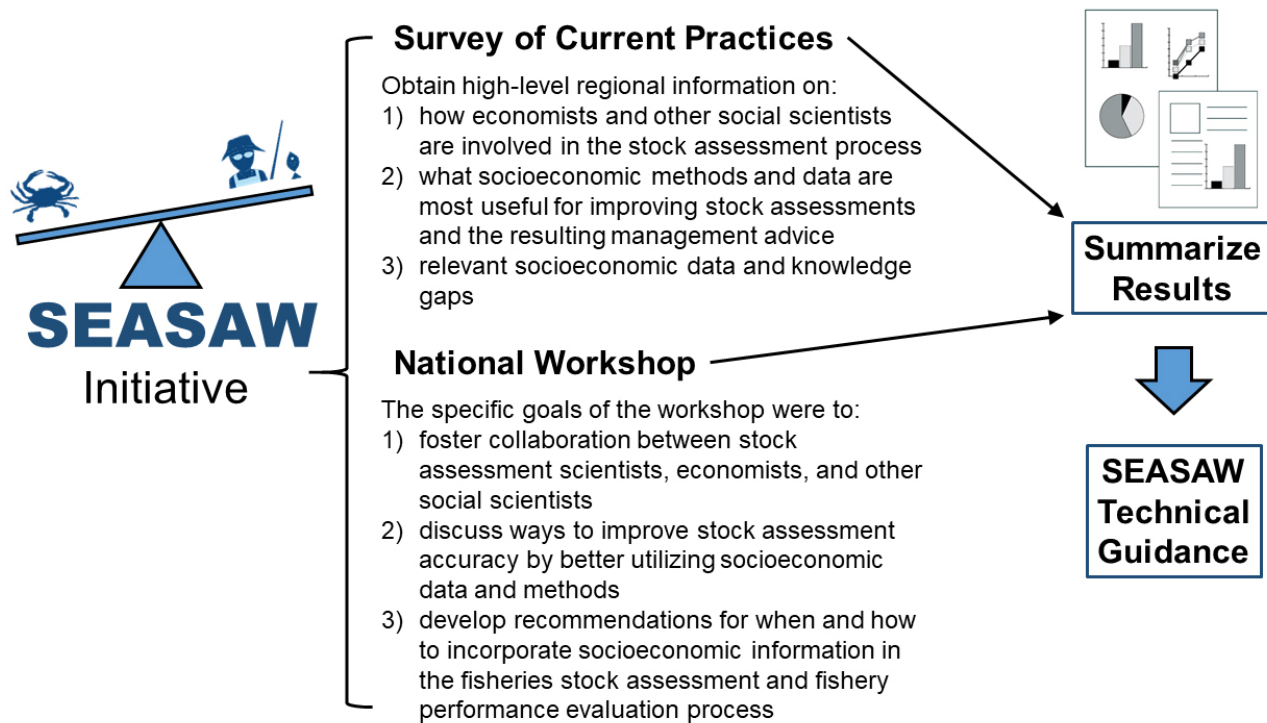 SEASAW
Initiative
Survey of Current Practices
Obtain high-level regional information on:
1) how economists and other social scientists
are involved in the stock assessment process
2) what socioeconomic methods and data are
most useful for improving stock assessments
and the resulting management advice
3) relevant socioeconomic data and knowledge
gaps
National Workshop
The specific goals of the workshop were to:
1) foster collaboration between stock
assessment scientists, economists, and other
social scientists
2) discuss ways to improve stock assessment
accuracy by better utilizing socioeconomic
data and methods
3) develop recommendations for when and how
to incorporate socioeconomic information in
the fisheries stock assessment and fishery
performance evaluation process
Summarize
Results
SEASAW
Technical
Guidance